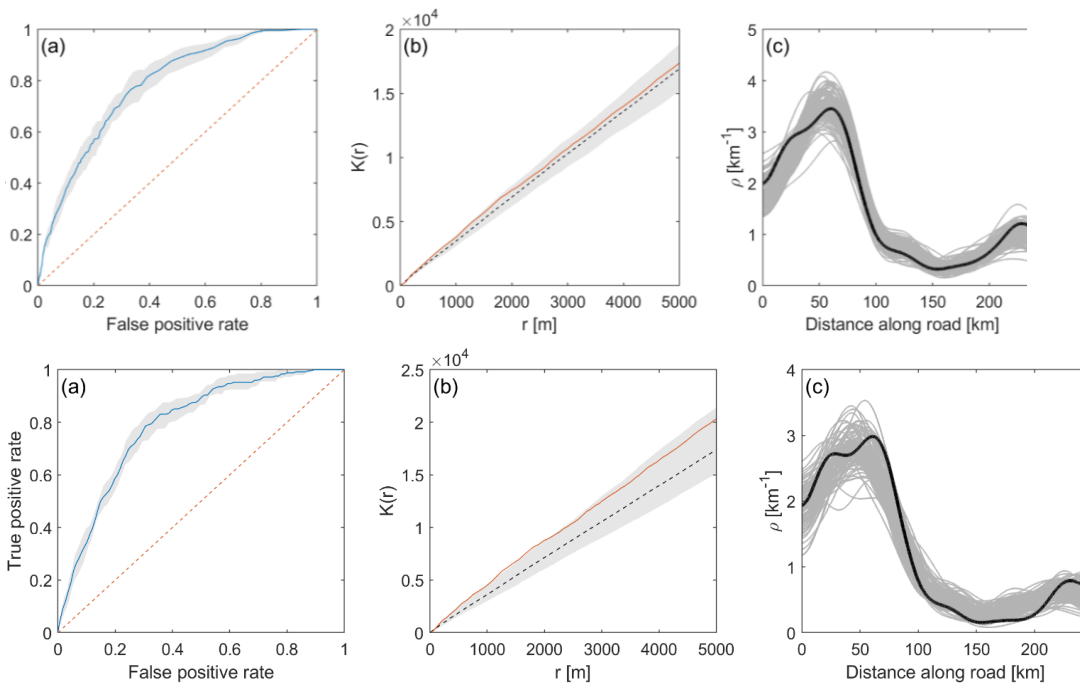 (a)
1
0.8
0.6
0.4
0.2
0
0 0.2 0.4 0.6 0.8 1
False positive rate
×10⁴
(b)
2
1.5
1
0.5
0
K(r)
0 1000 2000 3000 4000 5000
r [m]
(c)
5
4
3
2
1
0
ρ [km⁻¹]
0 50 100 150 200
Distance along road [km]
(a)
1
0.8
0.6
0.4
0.2
0
True positive rate
0 0.2 0.4 0.6 0.8 1
False positive rate
×10⁴
(b)
2.5
2
1.5
1
0.5
0
K(r)
0 1000 2000 3000 4000 5000
r [m]
(c)
4
3
2
1
0
ρ [km⁻¹]
0 50 100 150 200
Distance along road [km]